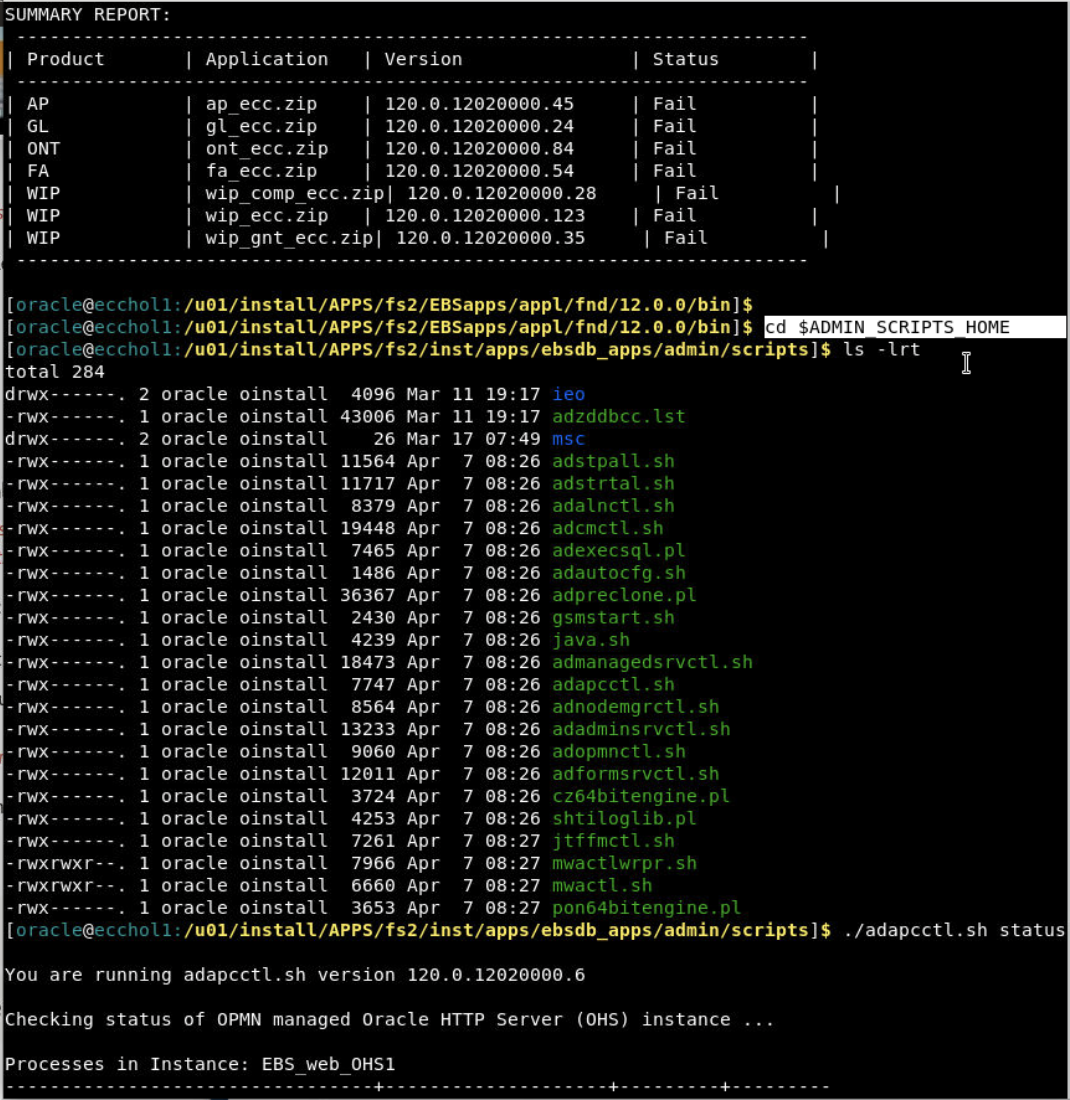 SUMMARY REPORT:
-----------------------------------------------------------------------
| Product       | Application   | Version               | Status        |
-----------------------------------------------------------------------
| AP            | ap_ecc.zip    | 120.0.12020000.45     | Fail          |
| GL            | gl_ecc.zip    | 120.0.12020000.24     | Fail          |
| ONT           | ont_ecc.zip   | 120.0.12020000.84     | Fail          |
| FA            | fa_ecc.zip    | 120.0.12020000.54     | Fail          |
| WIP           | wip_comp_ecc.zip| 120.0.12020000.28     | Fail          |
| WIP           | wip_ecc.zip   | 120.0.12020000.123    | Fail          |
| WIP           | wip_gnt_ecc.zip| 120.0.12020000.35     | Fail          |
-----------------------------------------------------------------------
[oracle@ecchol1:/u01/install/APPS/fs2/EBSapps/appl/fnd/12.0.0/bin]$
[oracle@ecchol1:/u01/install/APPS/fs2/EBSapps/appl/fnd/12.0.0/bin]$ cd $ADMIN_SCRIPTS_HOME
[oracle@ecchol1:/u01/install/APPS/fs2/inst/apps/ebsdb_apps/admin/scripts]$ ls -lrt
total 284
drwx------. 2 oracle oinstall  4096 Mar 11 19:17 ieo
-rwx------. 1 oracle oinstall 43006 Mar 11 19:17 adzddbcc.lst
drwx------. 2 oracle oinstall    26 Mar 17 07:49 msc
-rwx------. 1 oracle oinstall 11564 Apr  7 08:26 adstpall.sh
-rwx------. 1 oracle oinstall 11717 Apr  7 08:26 adstrtal.sh
-rwx------. 1 oracle oinstall  8379 Apr  7 08:26 adalnctl.sh
-rwx------. 1 oracle oinstall 19448 Apr  7 08:26 adcmctl.sh
-rwx------. 1 oracle oinstall  7465 Apr  7 08:26 adexecsql.pl
-rwx------. 1 oracle oinstall  1486 Apr  7 08:26 adautocfg.sh
-rwx------. 1 oracle oinstall 36367 Apr  7 08:26 adpreclone.pl
-rwx------. 1 oracle oinstall  2430 Apr  7 08:26 gsmstart.sh
-rwx------. 1 oracle oinstall  4239 Apr  7 08:26 java.sh
-rwx------. 1 oracle oinstall 18473 Apr  7 08:26 admanagedsrvctl.sh
-rwx------. 1 oracle oinstall  7747 Apr  7 08:26 adapcctl.sh
-rwx------. 1 oracle oinstall  8564 Apr  7 08:26 adnodemgrctl.sh
-rwx------. 1 oracle oinstall 13233 Apr  7 08:26 adadminsrvctl.sh
-rwx------. 1 oracle oinstall  9060 Apr  7 08:26 adopmnctl.sh
-rwx------. 1 oracle oinstall 12011 Apr  7 08:26 adformsrvctl.sh
-rwx------. 1 oracle oinstall  3724 Apr  7 08:26 cz64bitengine.pl
-rwx------. 1 oracle oinstall  4253 Apr  7 08:26 shtiloglib.pl
-rwx------. 1 oracle oinstall  7261 Apr  7 08:27 jtffmctl.sh
-rwxrwxr--. 1 oracle oinstall  7966 Apr  7 08:27 mwactlwrpr.sh
-rwxrwxr--. 1 oracle oinstall  6660 Apr  7 08:27 mwactl.sh
-rwx------. 1 oracle oinstall  3653 Apr  7 08:27 pon64bitengine.pl
[oracle@ecchol1:/u01/install/APPS/fs2/inst/apps/ebsdb_apps/admin/scripts]$ ./adapcctl.sh status
You are running adapcctl.sh version 120.0.12020000.6
Checking status of OPMN managed Oracle HTTP Server (OHS) instance ...
Processes in Instance: EBS_web_OHS1
---------------------------------+--------------------+---------+---------